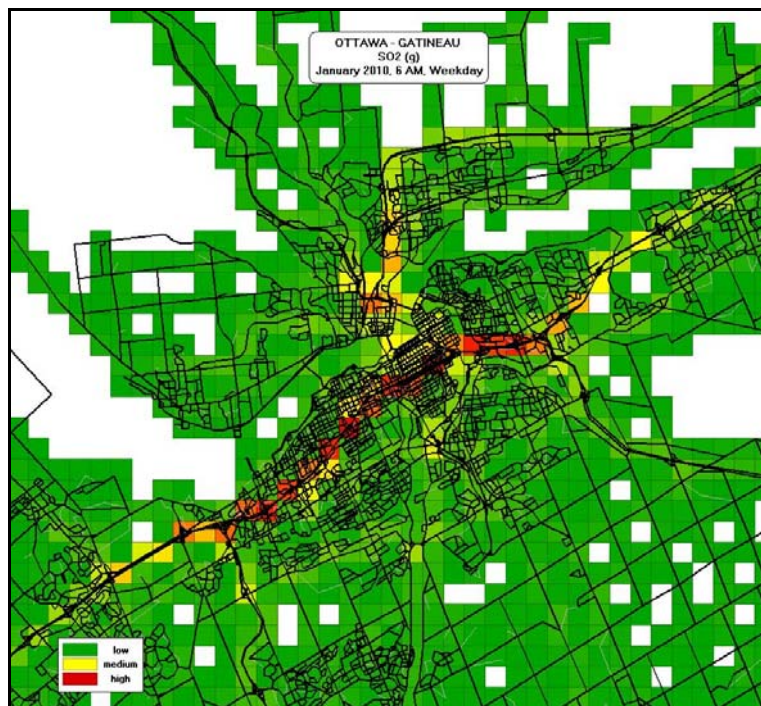 OTTAWA - GATINEAU
SO2 (g)
January 2010, 6 AM, Weekday
low
medium
high